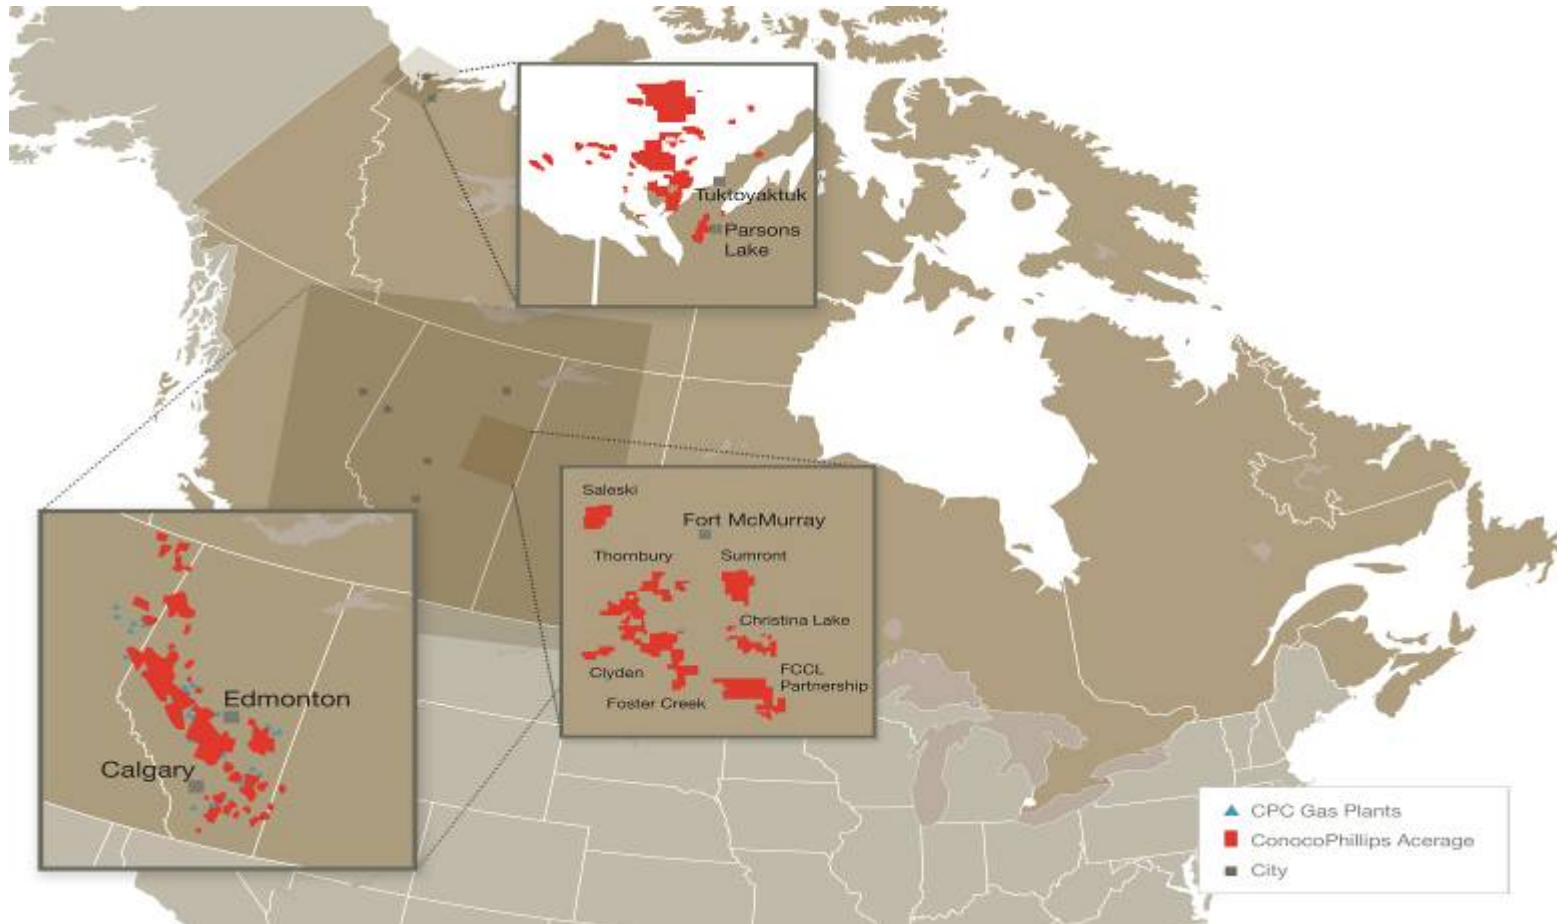 Tuktoyaktuk
Parsons
Lake
Saleski
Fort McMurray
Thornbury
Sumront
Christina Lake
Clyden
FCCL
Partnership
Foster Creek
Edmonton
Calgary
CPC Gas Plants
ConocoPhillips Acerage
City